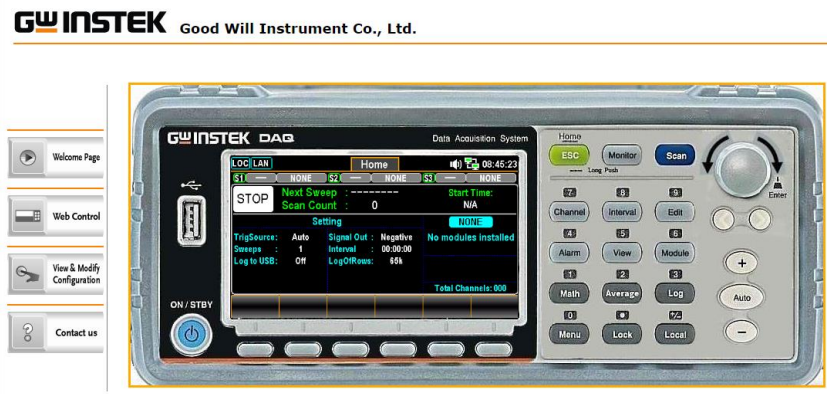 GWINSTEK Good Will Instrument Co., Ltd.
Welcome Page
Web Control
View & Modify
Configuration
Contact us
GWINSTEK DAQ Data Acquisition System
LOC LAN Home 08:45:23
S1 — NONE S2 — NONE S3 — NONE
STOP Next Sweep : -------- Start Time:
Scan Count : 0 N/A
Setting NONE
TrigSource: Auto Signal Out : Negative No modules installed
Sweeps : 1 Interval : 00:00:00
Log to USB: Off LogOfRows: 65k
Total Channels:000
ON / STBY
Home
ESC Monitor Scan
Long Push
Enter
7 8 9
Channel Interval Edit
4 5 6
Alarm View Module
+
1 2 3
Math Average Log Auto
0 +/-
Menu Lock Local −